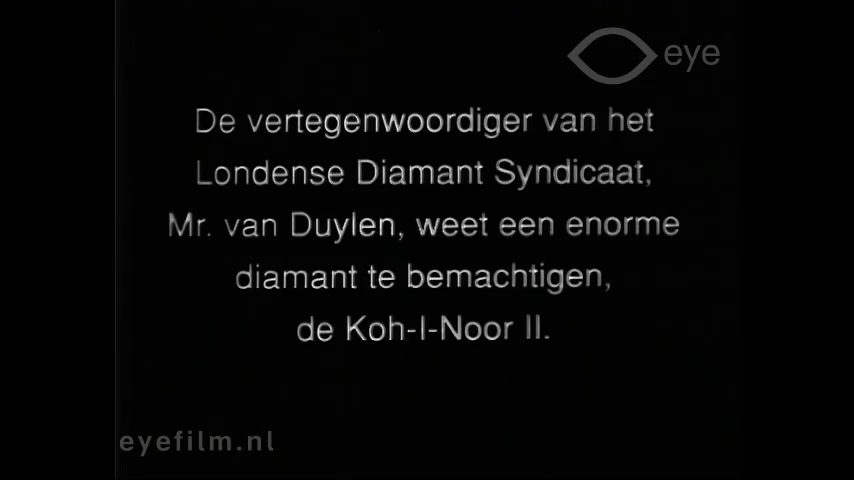 eye
De vertegenwoordiger van het
Londense Diamant Syndicaat,
Mr. van Duylen, weet een enorme
diamant te bemachtigen,
de Koh-I-Noor II.
eyefilm.nl